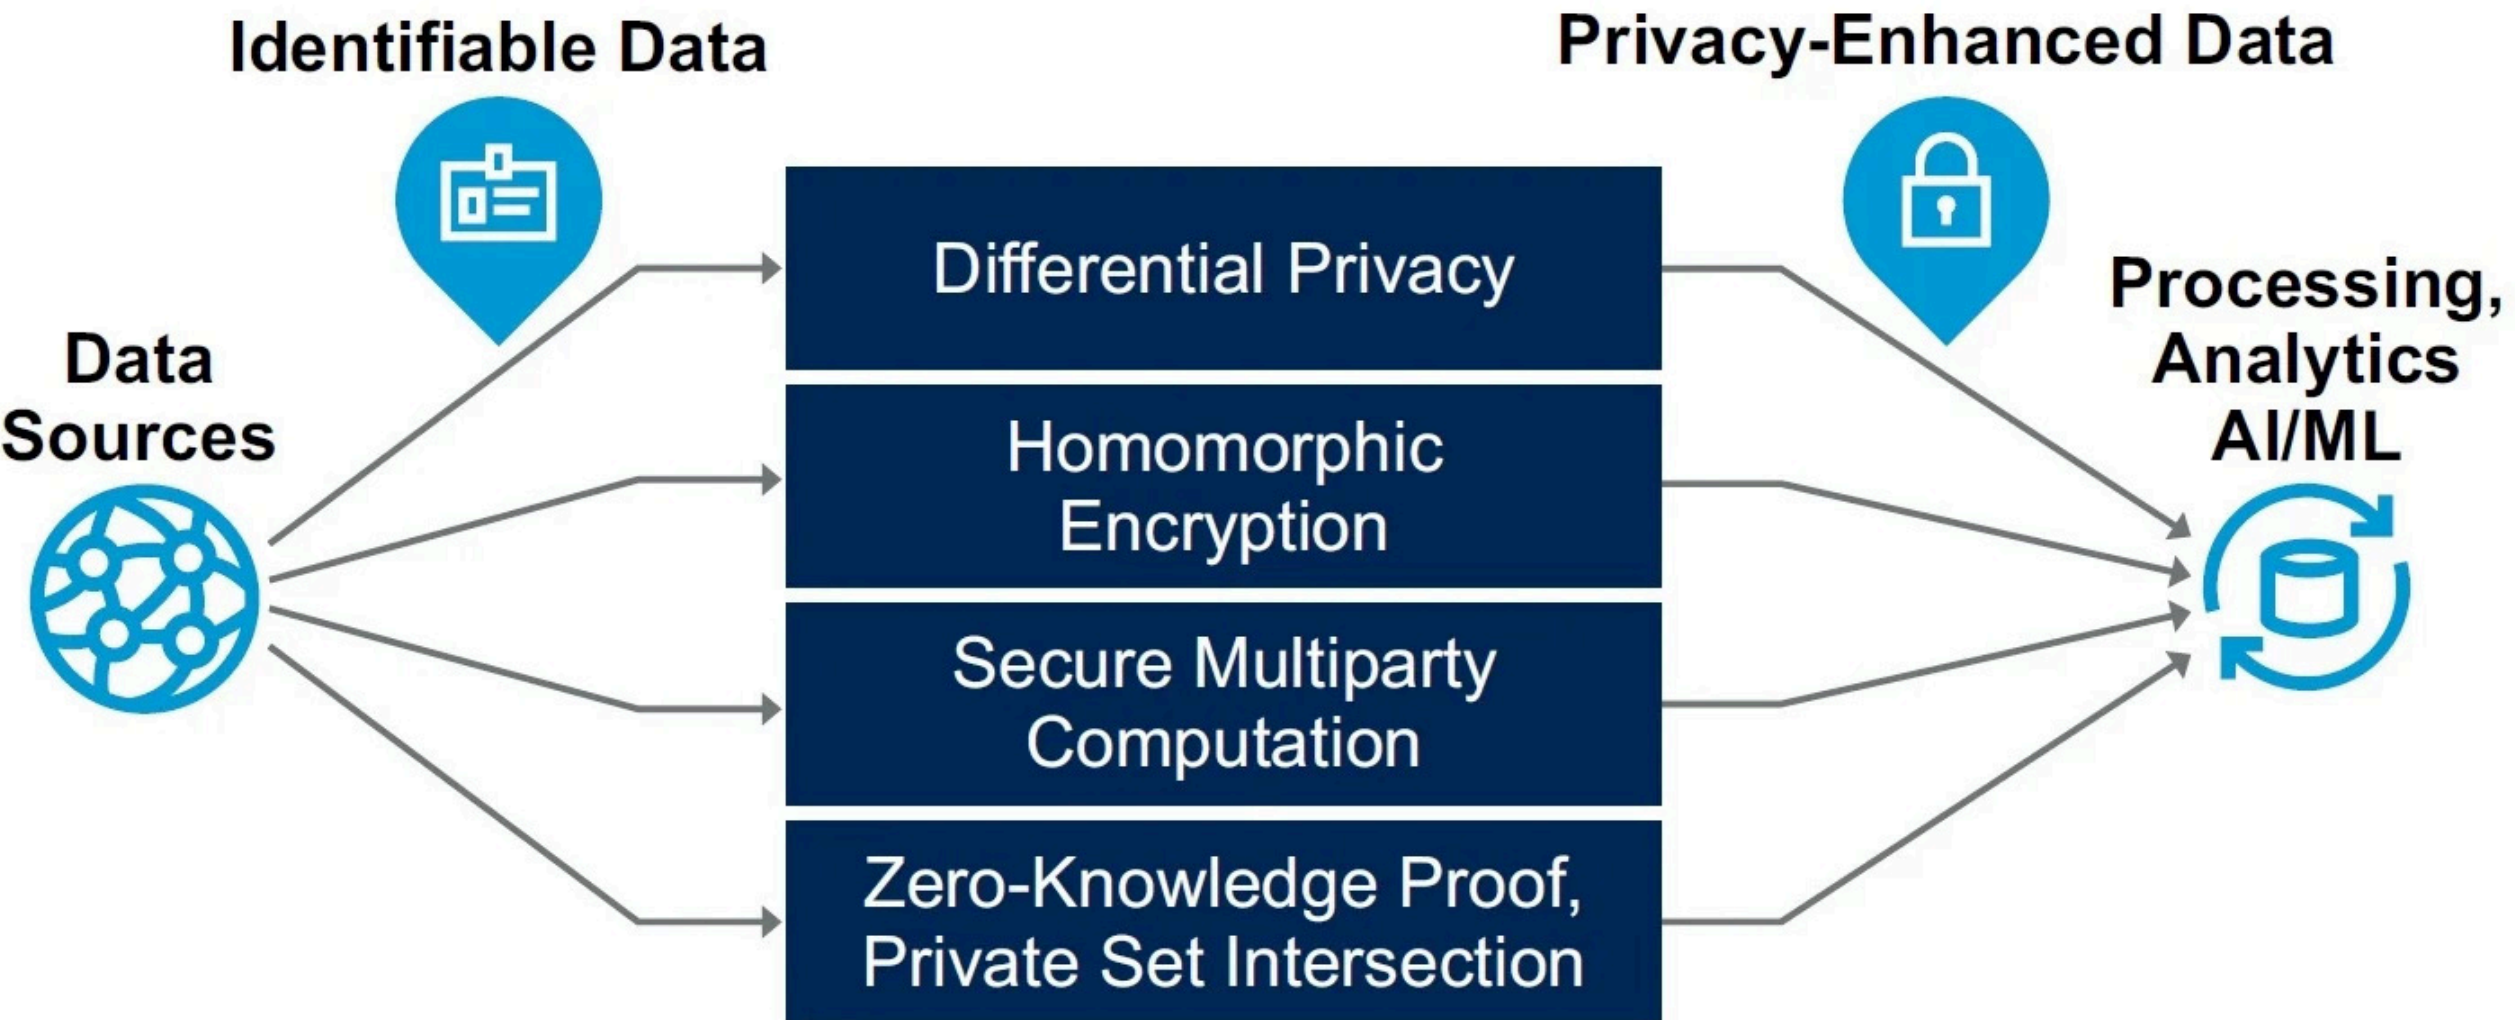 Identifiable Data
Privacy-Enhanced Data
Data
Sources
Differential Privacy
Homomorphic
Encryption
Secure Multiparty
Computation
Zero-Knowledge Proof,
Private Set Intersection
Processing,
Analytics
AI/ML